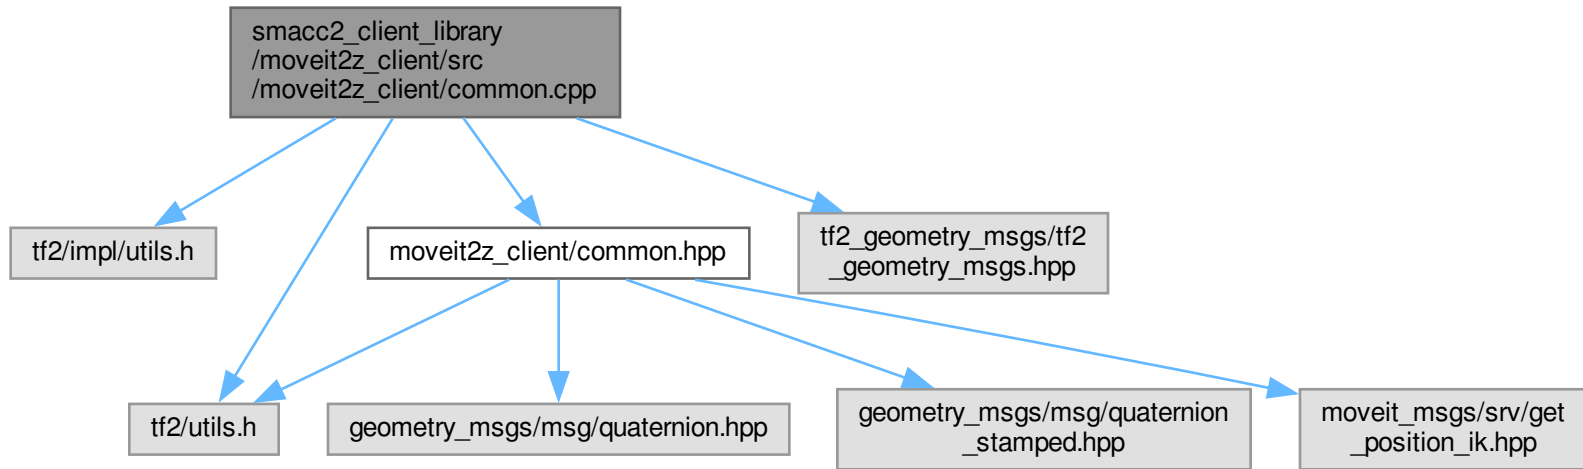 smacc2_client_library
/moveit2z_client/src
/moveit2z_client/common.cpp
tf2/impl/utils.h
moveit2z_client/common.hpp
tf2_geometry_msgs/tf2
_geometry_msgs.hpp
tf2/utils.h
geometry_msgs/msg/quaternion.hpp
geometry_msgs/msg/quaternion
_stamped.hpp
moveit_msgs/srv/get
_position_ik.hpp